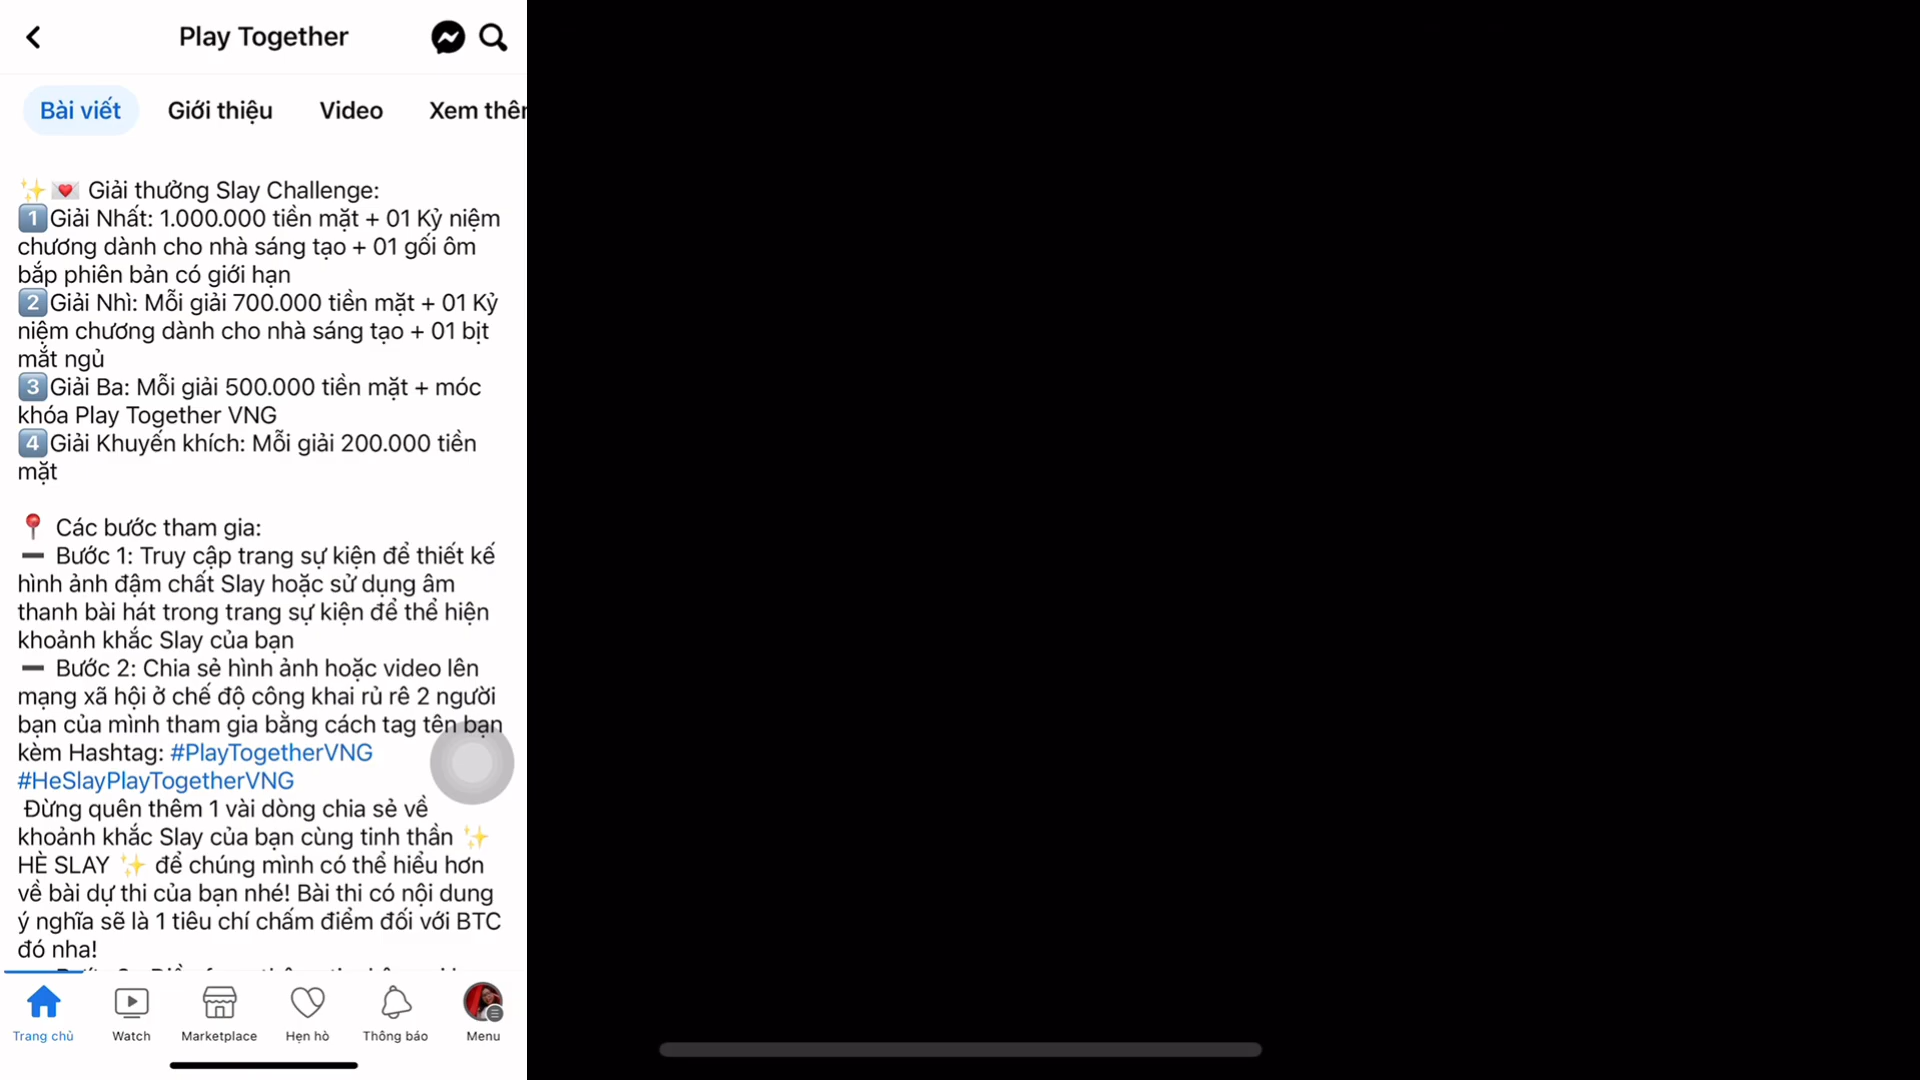 Play Together
Bài viết Giới thiệu Video Xem thêm
✨💌 Giải thưởng Slay Challenge:
1️⃣Giải Nhất: 1.000.000 tiền mặt + 01 Kỷ niệm
chương dành cho nhà sáng tạo + 01 gối ôm
bắp phiên bản có giới hạn
2️⃣Giải Nhì: Mỗi giải 700.000 tiền mặt + 01 Kỷ
niệm chương dành cho nhà sáng tạo + 01 bịt
mắt ngủ
3️⃣Giải Ba: Mỗi giải 500.000 tiền mặt + móc
khóa Play Together VNG
4️⃣Giải Khuyến khích: Mỗi giải 200.000 tiền
mặt
📍 Các bước tham gia:
➖ Bước 1: Truy cập trang sự kiện để thiết kế
hình ảnh đậm chất Slay hoặc sử dụng âm
thanh bài hát trong trang sự kiện để thể hiện
khoảnh khắc Slay của bạn
➖ Bước 2: Chia sẻ hình ảnh hoặc video lên
mạng xã hội ở chế độ công khai rủ rê 2 người
bạn của mình tham gia bằng cách tag tên bạn
kèm Hashtag: #PlayTogetherVNG
#HeSlayPlayTogetherVNG
Đừng quên thêm 1 vài dòng chia sẻ về
khoảnh khắc Slay của bạn cùng tinh thần ✨
HÈ SLAY ✨ để chúng mình có thể hiểu hơn
về bài dự thi của bạn nhé! Bài thi có nội dung
ý nghĩa sẽ là 1 tiêu chí chấm điểm đối với BTC
đó nha!
Trang chủ Watch Marketplace Hẹn hò Thông báo Menu